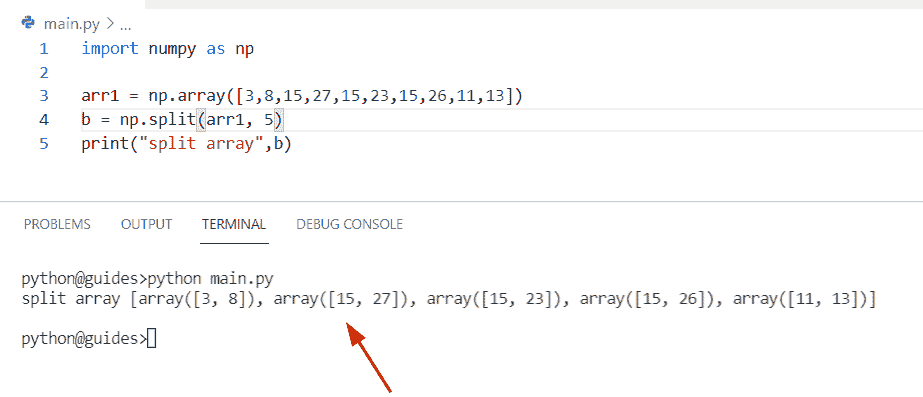 main.py > ...
1 import numpy as np
2
3 arr1 = np.array([3,8,15,27,15,23,15,26,11,13])
4 b = np.split(arr1, 5)
5 print("split array",b)
PROBLEMS OUTPUT TERMINAL DEBUG CONSOLE
python@guides>python main.py
split array [array([3, 8]), array([15, 27]), array([15, 23]), array([15, 26]), array([11, 13])]
python@guides>